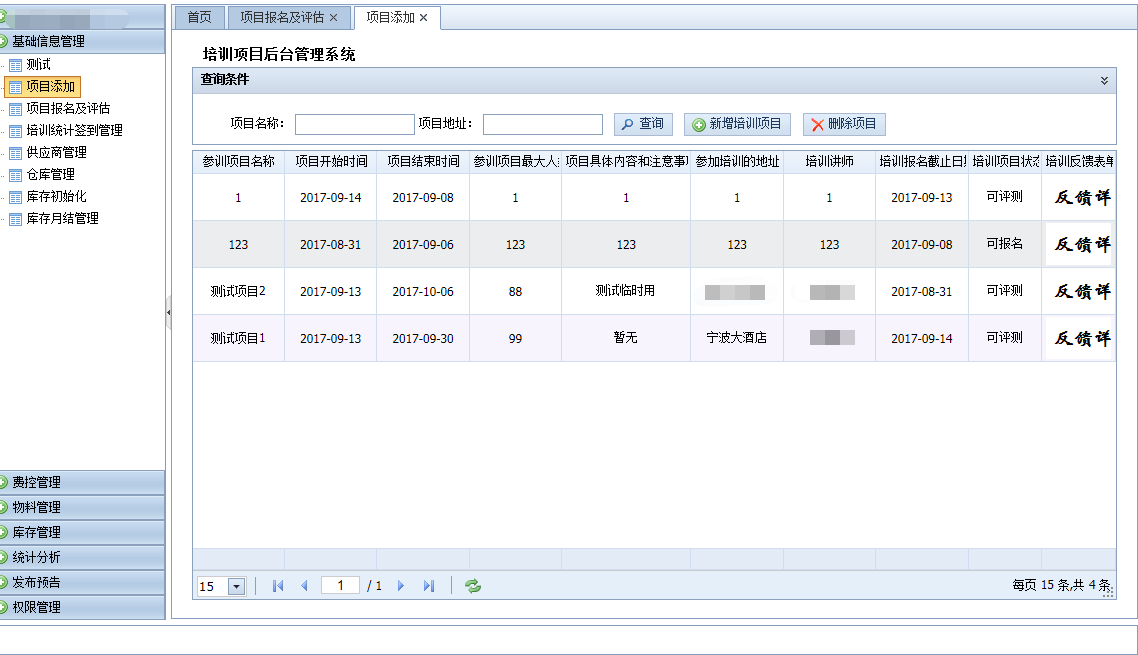 首页 项目报名及评估 项目添加
基础信息管理
测试
项目添加
项目报名及评估
培训统计签到管理
供应商管理
仓库管理
库存初始化
库存月结管理
费控管理
物料管理
库存管理
统计分析
发布预告
权限管理
培训项目后台管理系统
查询条件
项目名称： 项目地址： 查询 新增培训项目 删除项目
参训项目名称 项目开始时间 项目结束时间 参训项目最大人 项目具体内容和注意事 参加培训的地址 培训讲师 培训报名截止日 培训项目状态 培训反馈表单
1 2017-09-14 2017-09-08 1 1 1 1 2017-09-13 可评测 反馈详
123 2017-08-31 2017-09-06 123 123 123 123 2017-09-08 可报名 反馈详
测试项目2 2017-09-13 2017-10-06 88 测试临时用 2017-08-31 可评测 反馈详
测试项目1 2017-09-13 2017-09-30 99 暂无 宁波大酒店 2017-09-14 可评测 反馈详
15 1 / 1 每页 15 条,共 4 条